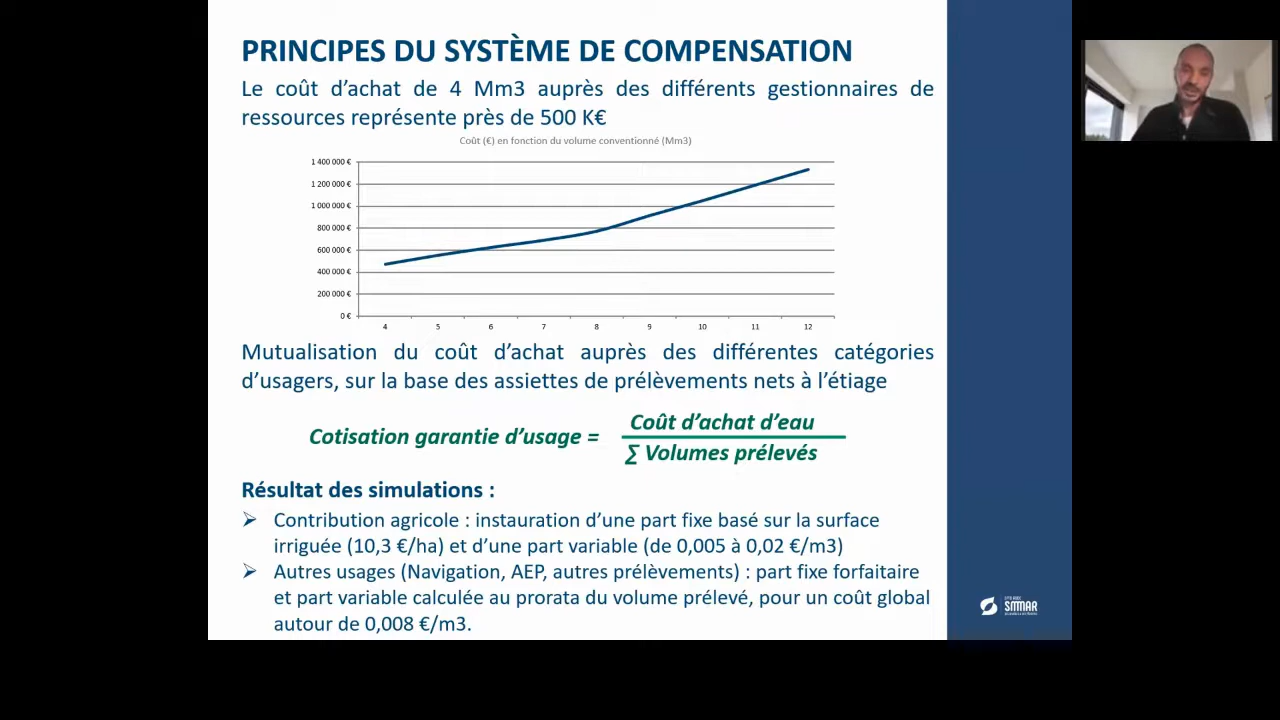 PRINCIPES DU SYSTÈME DE COMPENSATION
Le coût d'achat de 4 Mm3 auprès des différents gestionnaires de
ressources représente près de 500 K€
Coût (€) en fonction du volume conventionné (Mm3)
1 400 000 €
1 200 000 €
1 000 000 €
800 000 €
600 000 €
400 000 €
200 000 €
0 €
4 5 6 7 8 9 10 11 12
Mutualisation du coût d'achat auprès des différentes catégories
d'usagers, sur la base des assiettes de prélèvements nets à l'étiage
Cotisation garantie d'usage =
Coût d'achat d'eau
∑ Volumes prélevés
Résultat des simulations :
➢ Contribution agricole : instauration d'une part fixe basé sur la surface
irriguée (10,3 €/ha) et d'une part variable (de 0,005 à 0,02 €/m3)
➢ Autres usages (Navigation, AEP, autres prélèvements) : part fixe forfaitaire
et part variable calculée au prorata du volume prélevé, pour un coût global
autour de 0,008 €/m3.
SMMAR